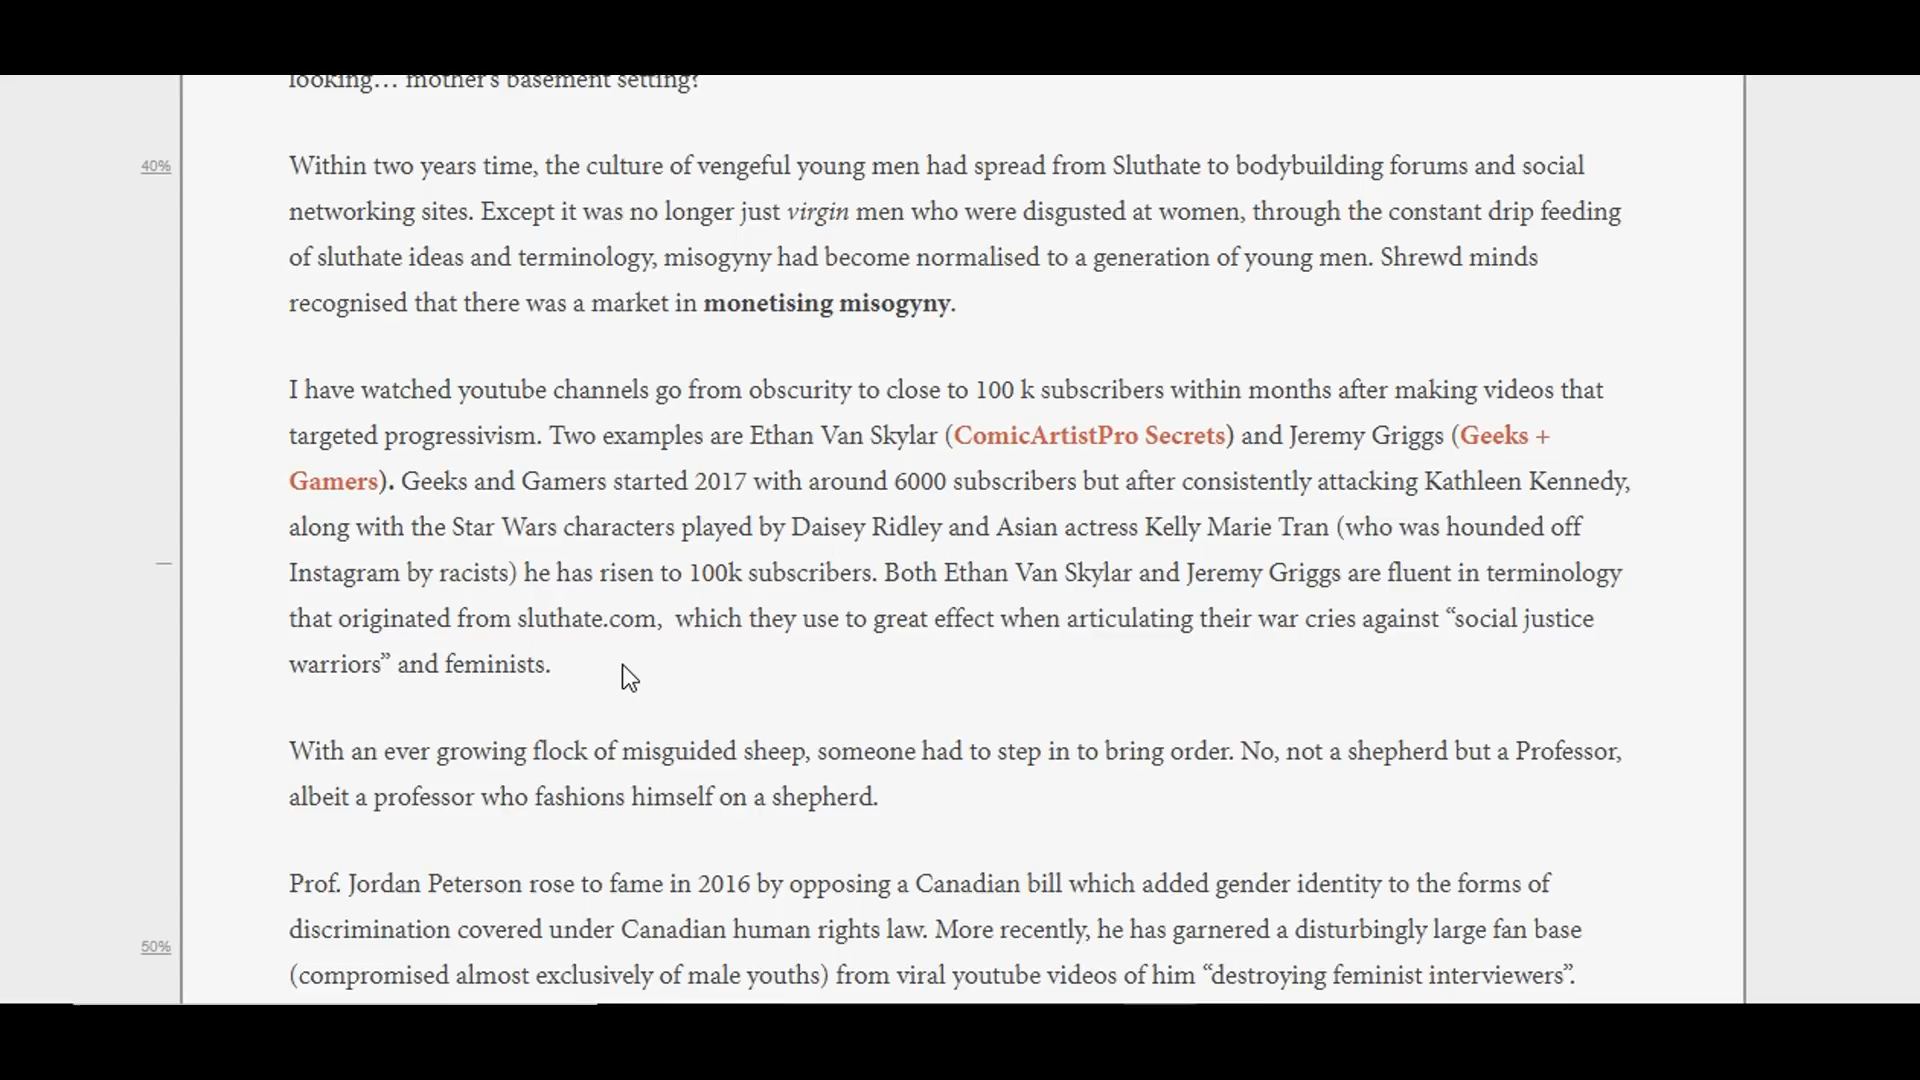 looking… mother's basement setting?
40%
Within two years time, the culture of vengeful young men had spread from Sluthate to bodybuilding forums and social
networking sites. Except it was no longer just virgin men who were disgusted at women, through the constant drip feeding
of sluthate ideas and terminology, misogyny had become normalised to a generation of young men. Shrewd minds
recognised that there was a market in monetising misogyny.
I have watched youtube channels go from obscurity to close to 100 k subscribers within months after making videos that
targeted progressivism. Two examples are Ethan Van Skylar (ComicArtistPro Secrets) and Jeremy Griggs (Geeks +
Gamers). Geeks and Gamers started 2017 with around 6000 subscribers but after consistently attacking Kathleen Kennedy,
along with the Star Wars characters played by Daisey Ridley and Asian actress Kelly Marie Tran (who was hounded off
Instagram by racists) he has risen to 100k subscribers. Both Ethan Van Skylar and Jeremy Griggs are fluent in terminology
that originated from sluthate.com,  which they use to great effect when articulating their war cries against “social justice
warriors” and feminists.
With an ever growing flock of misguided sheep, someone had to step in to bring order. No, not a shepherd but a Professor,
albeit a professor who fashions himself on a shepherd.
Prof. Jordan Peterson rose to fame in 2016 by opposing a Canadian bill which added gender identity to the forms of
discrimination covered under Canadian human rights law. More recently, he has garnered a disturbingly large fan base
50%
(compromised almost exclusively of male youths) from viral youtube videos of him “destroying feminist interviewers”.